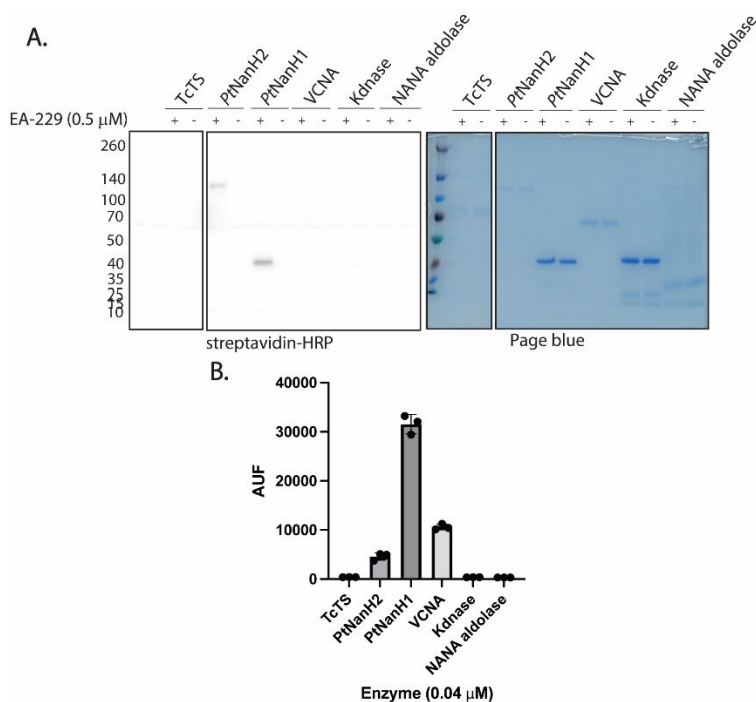 A.
TcTS PtNanH2 PtNanH1 VCNA Kdnase NANA aldolase TcTS PtNanH2 PtNanH1 VCNA Kdnase NANA aldolase
EA-229 (0.5 μM) + - + - + - + - + - + - + - + - + - + - + - + -
260
140
100
70
50
40
35
25
15
10
streptavidin-HRP Page blue
B.
40000
30000
20000
10000
0
AUF
TcTS PtNanH2 PtNanH1 VCNA Kdnase NANA aldolase
Enzyme (0.04 μM)